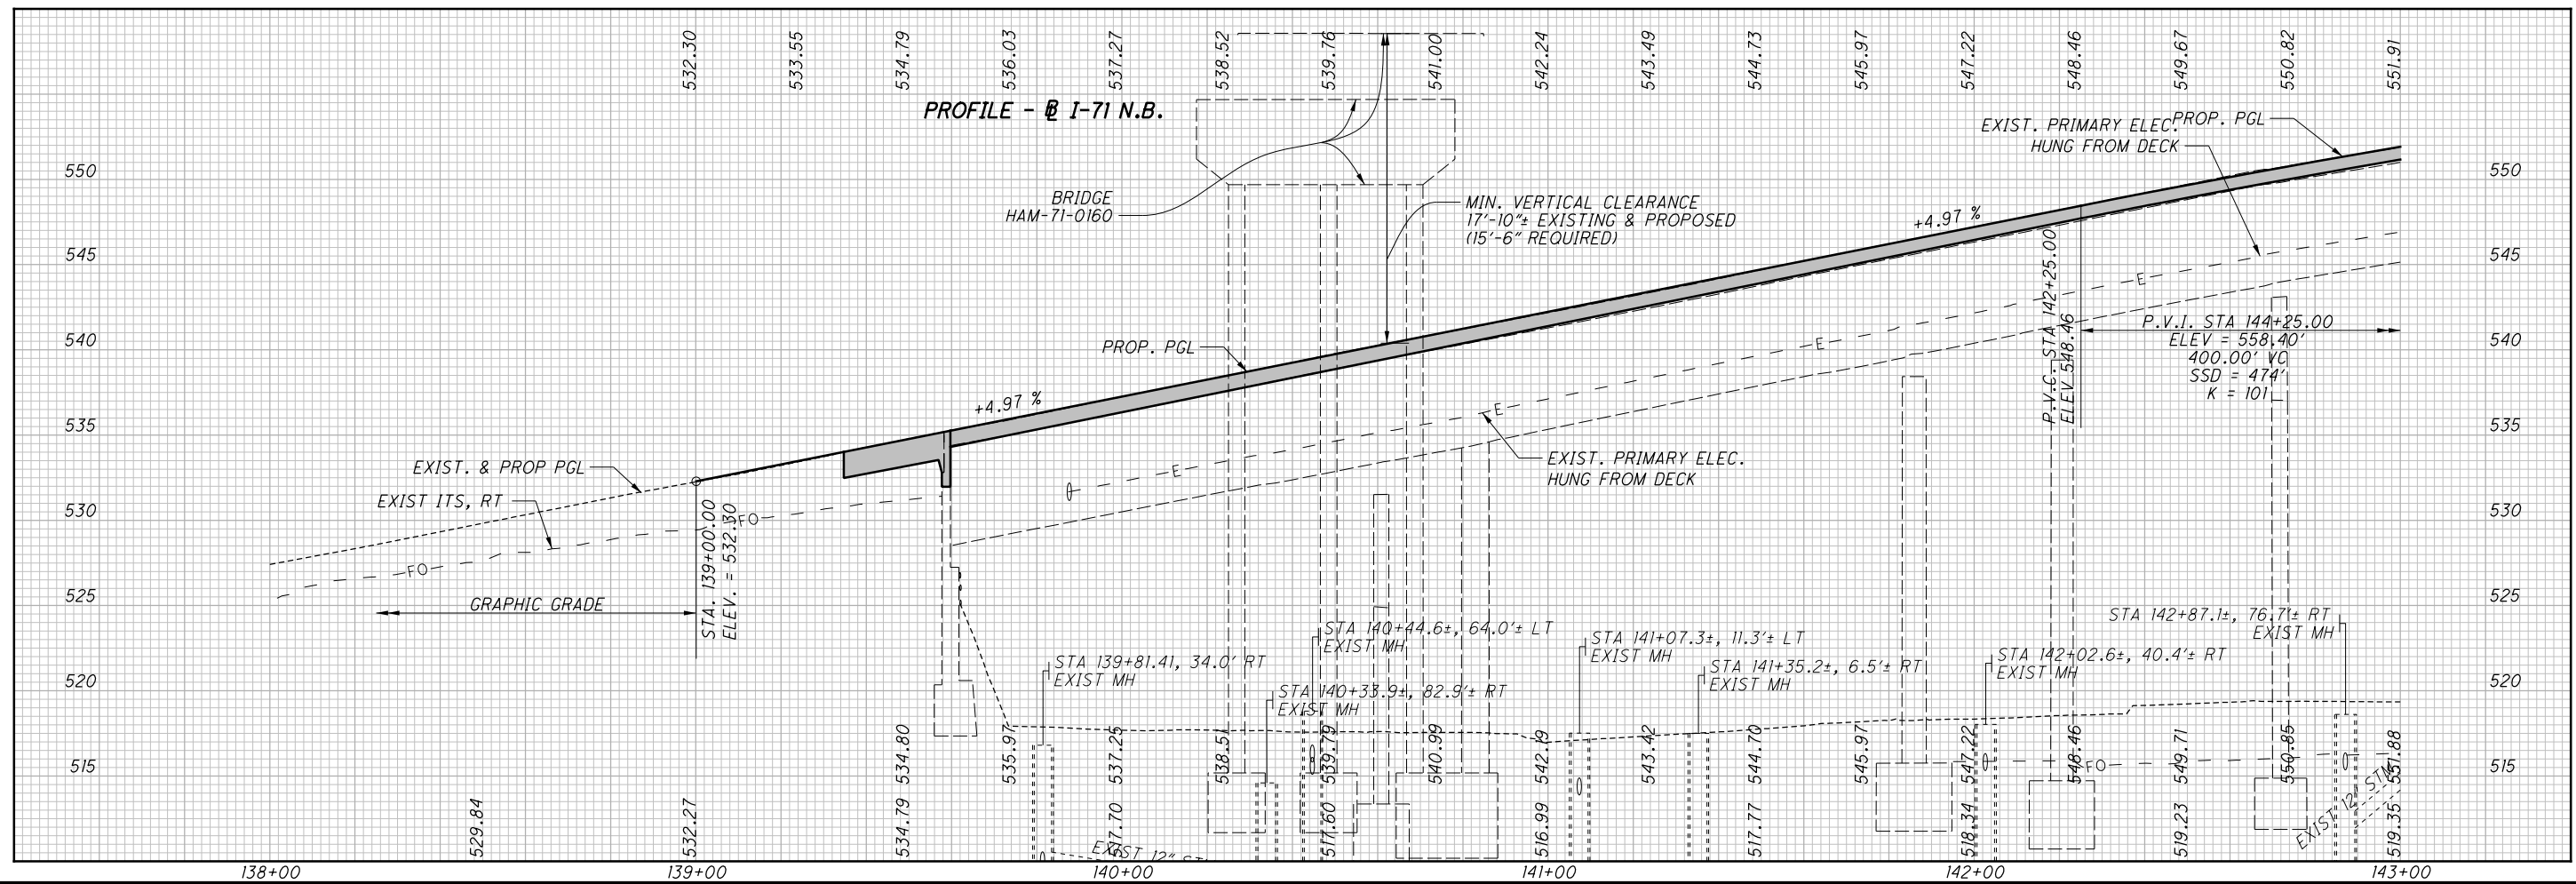 532.30 533.55 534.79 536.03 537.27 538.52 539.76 541.00 542.24 543.49 544.73 545.97 547.22 548.46 549.67 550.82 551.91
PROFILE - ℄ I-71 N.B.
EXIST. PRIMARY ELEC.
HUNG FROM DECK
PROP. PGL
550
550
BRIDGE
HAM-71-0160
MIN. VERTICAL CLEARANCE
17'-10"± EXISTING & PROPOSED
(15'-6" REQUIRED)
+4.97 %
545
545
E
P.V.C. STA 142+25.00
ELEV 548.46
P.V.I. STA 144+25.00
ELEV = 558.40'
400.00' VC
SSD = 474'
K = 101
540
540
PROP. PGL
E
+4.97 %
E
535
535
EXIST. & PROP PGL
EXIST ITS, RT
E
EXIST. PRIMARY ELEC.
HUNG FROM DECK
530
530
FO
STA. 139+00.00
ELEV. = 532.30
FO
525
525
GRAPHIC GRADE
STA 139+81.41, 34.0' RT
EXIST MH
STA 140+33.9±, 82.9'± RT
EXIST MH
STA 140+44.6±, 64.0'± LT
EXIST MH
STA 141+07.3±, 11.3'± LT
EXIST MH
STA 141+35.2±, 6.5'± RT
EXIST MH
STA 142+02.6±, 40.4'± RT
EXIST MH
STA 142+87.1±, 76.7'± RT
EXIST MH
520
520
534.80 535.97 537.25 538.51 539.79 540.99 542.19 543.42 544.70 545.97 547.22 548.46 549.71 550.85 551.88
515
515
FO
529.84 532.27 534.79 517.70 517.60 516.99 517.77 518.34 519.23 519.35
EXIST 12"
EXIST 12" STM
138+00 139+00 140+00 141+00 142+00 143+00